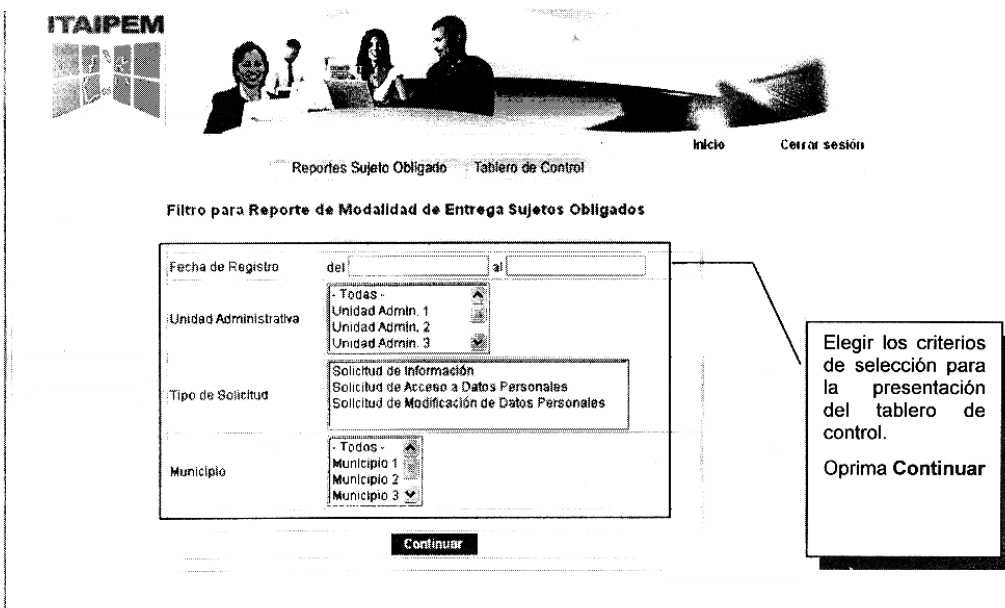 ITAIPEM
Inicio Cerrar sesión
Reportes Sujeto Obligado Tablero de Control
Filtro para Reporte de Modalidad de Entrega Sujetos Obligados
Fecha de Registro del al
Unidad Administrativa
- Todas -
Unidad Admin. 1
Unidad Admin. 2
Unidad Admin. 3
Tipo de Solicitud
Solicitud de Información
Solicitud de Acceso a Datos Personales
Solicitud de Modificación de Datos Personales
Municipio
- Todos -
Municipio 1
Municipio 2
Municipio 3
Continuar
Elegir los criterios
de selección para
la presentación
del tablero de
control.
Oprima Continuar